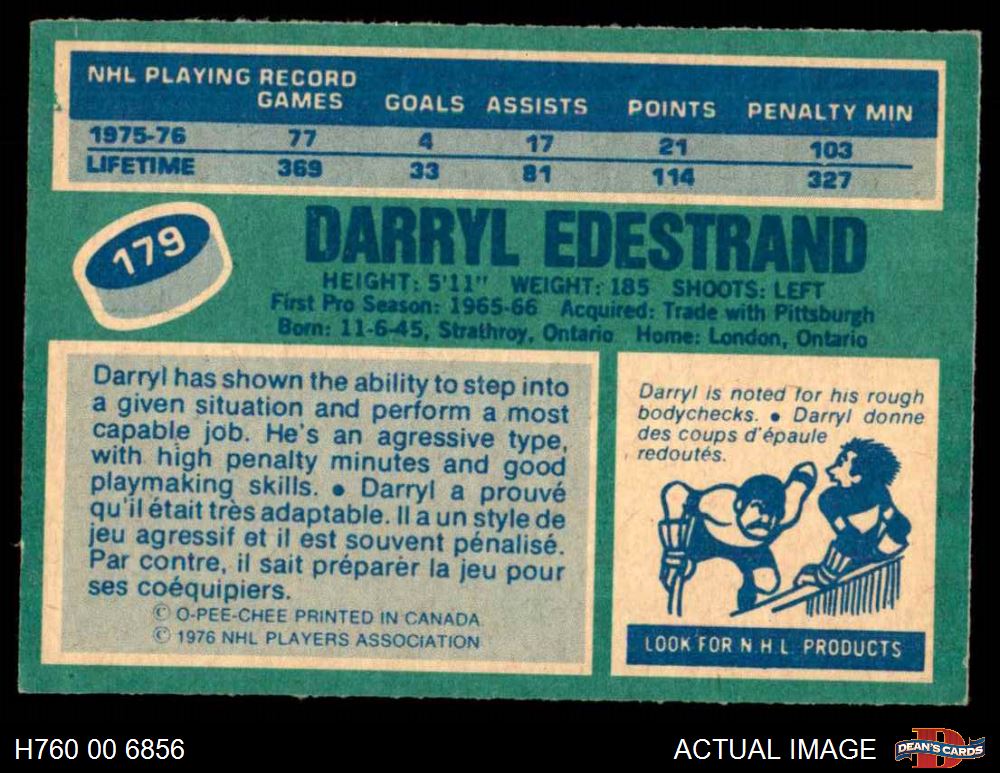 NHL PLAYING RECORD
GAMES GOALS ASSISTS POINTS PENALTY MIN
1975-76 77 4 17 21 103
LIFETIME 369 33 81 114 327
179
DARRYL EDESTRAND
HEIGHT: 5'11" WEIGHT: 185 SHOOTS: LEFT
First Pro Season: 1965-66 Acquired: Trade with Pittsburgh
Born: 11-6-45, Strathroy, Ontario Home: London, Ontario
Darryl has shown the ability to step into
a given situation and perform a most
capable job. He's an agressive type,
with high penalty minutes and good
playmaking skills. ● Darryl a prouvé
qu'il était très adaptable. Il a un style de
jeu agressif et il est souvent pénalisé.
Par contre, il sait préparèr la jeu pour
ses coéquipiers.
© O-PEE-CHEE PRINTED IN CANADA
© 1976 NHL PLAYERS ASSOCIATION
Darryl is noted for his rough
bodychecks. ● Darryl donne
des coups d'épaule
redoutés.
LOOK FOR N H L PRODUCTS
H760 00 6856
ACTUAL IMAGE
D
DEAN'S CARDS